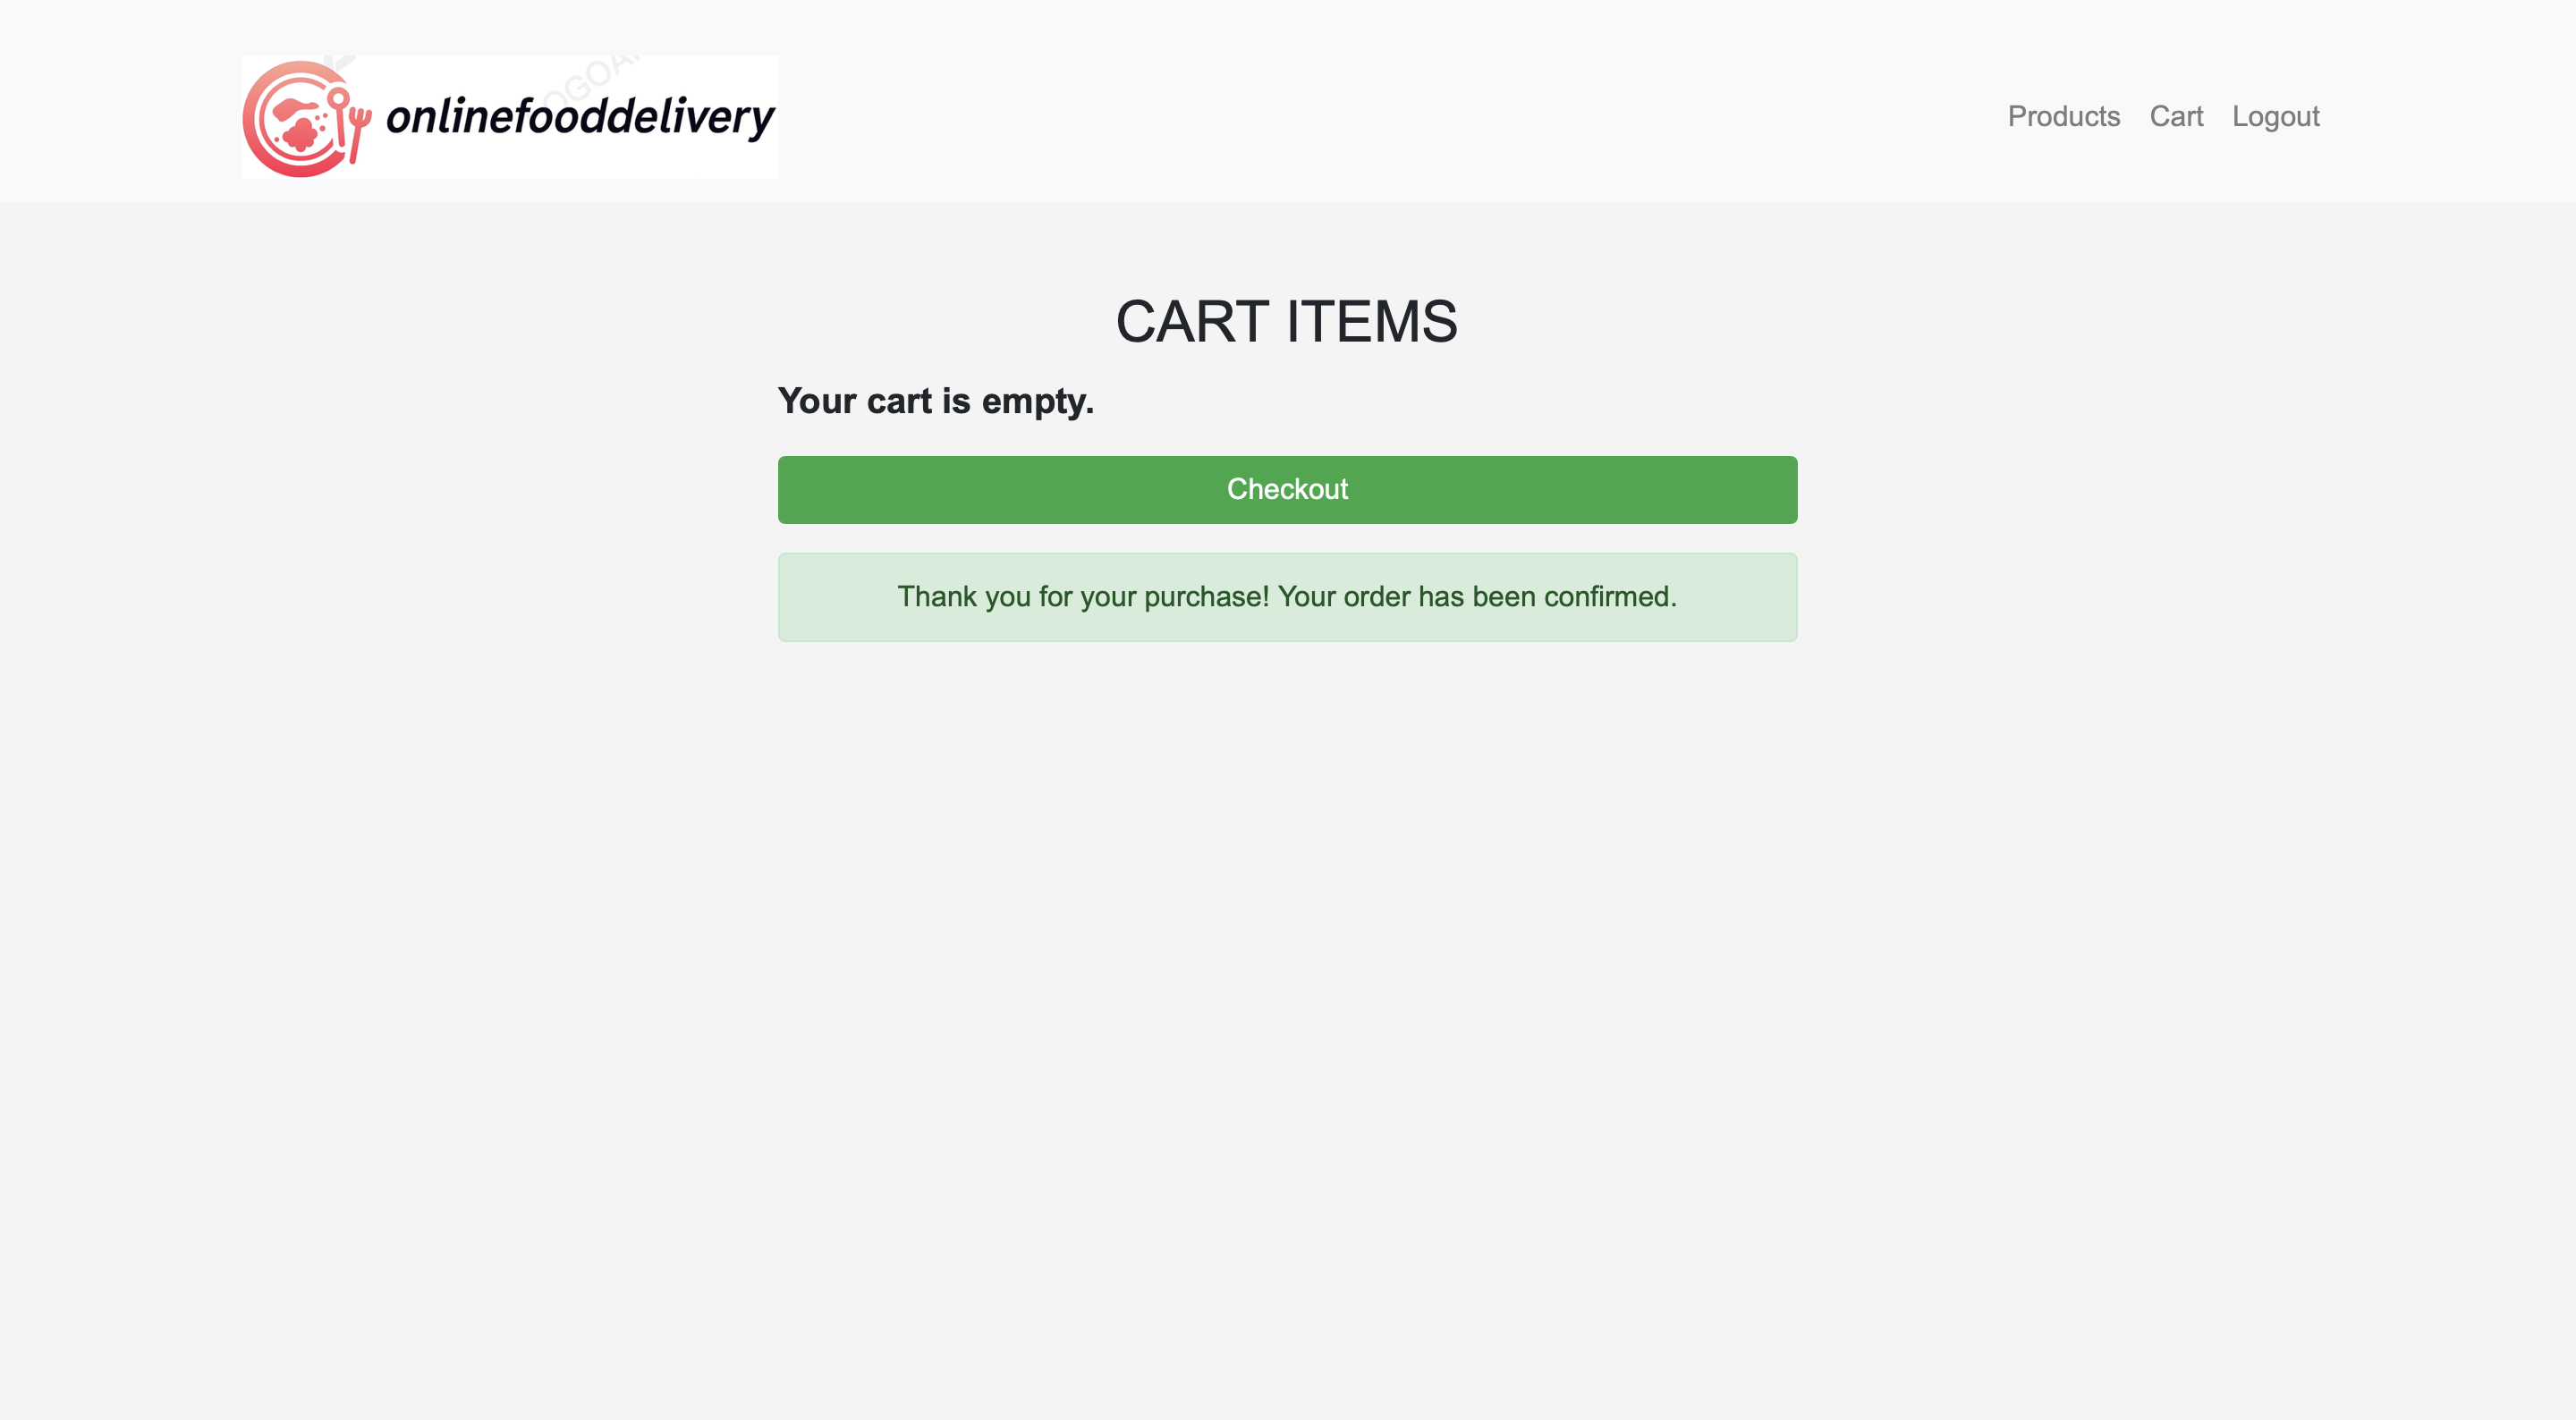 onlinefooddelivery
Products Cart Logout
CART ITEMS
Your cart is empty.
Checkout
Thank you for your purchase! Your order has been confirmed.